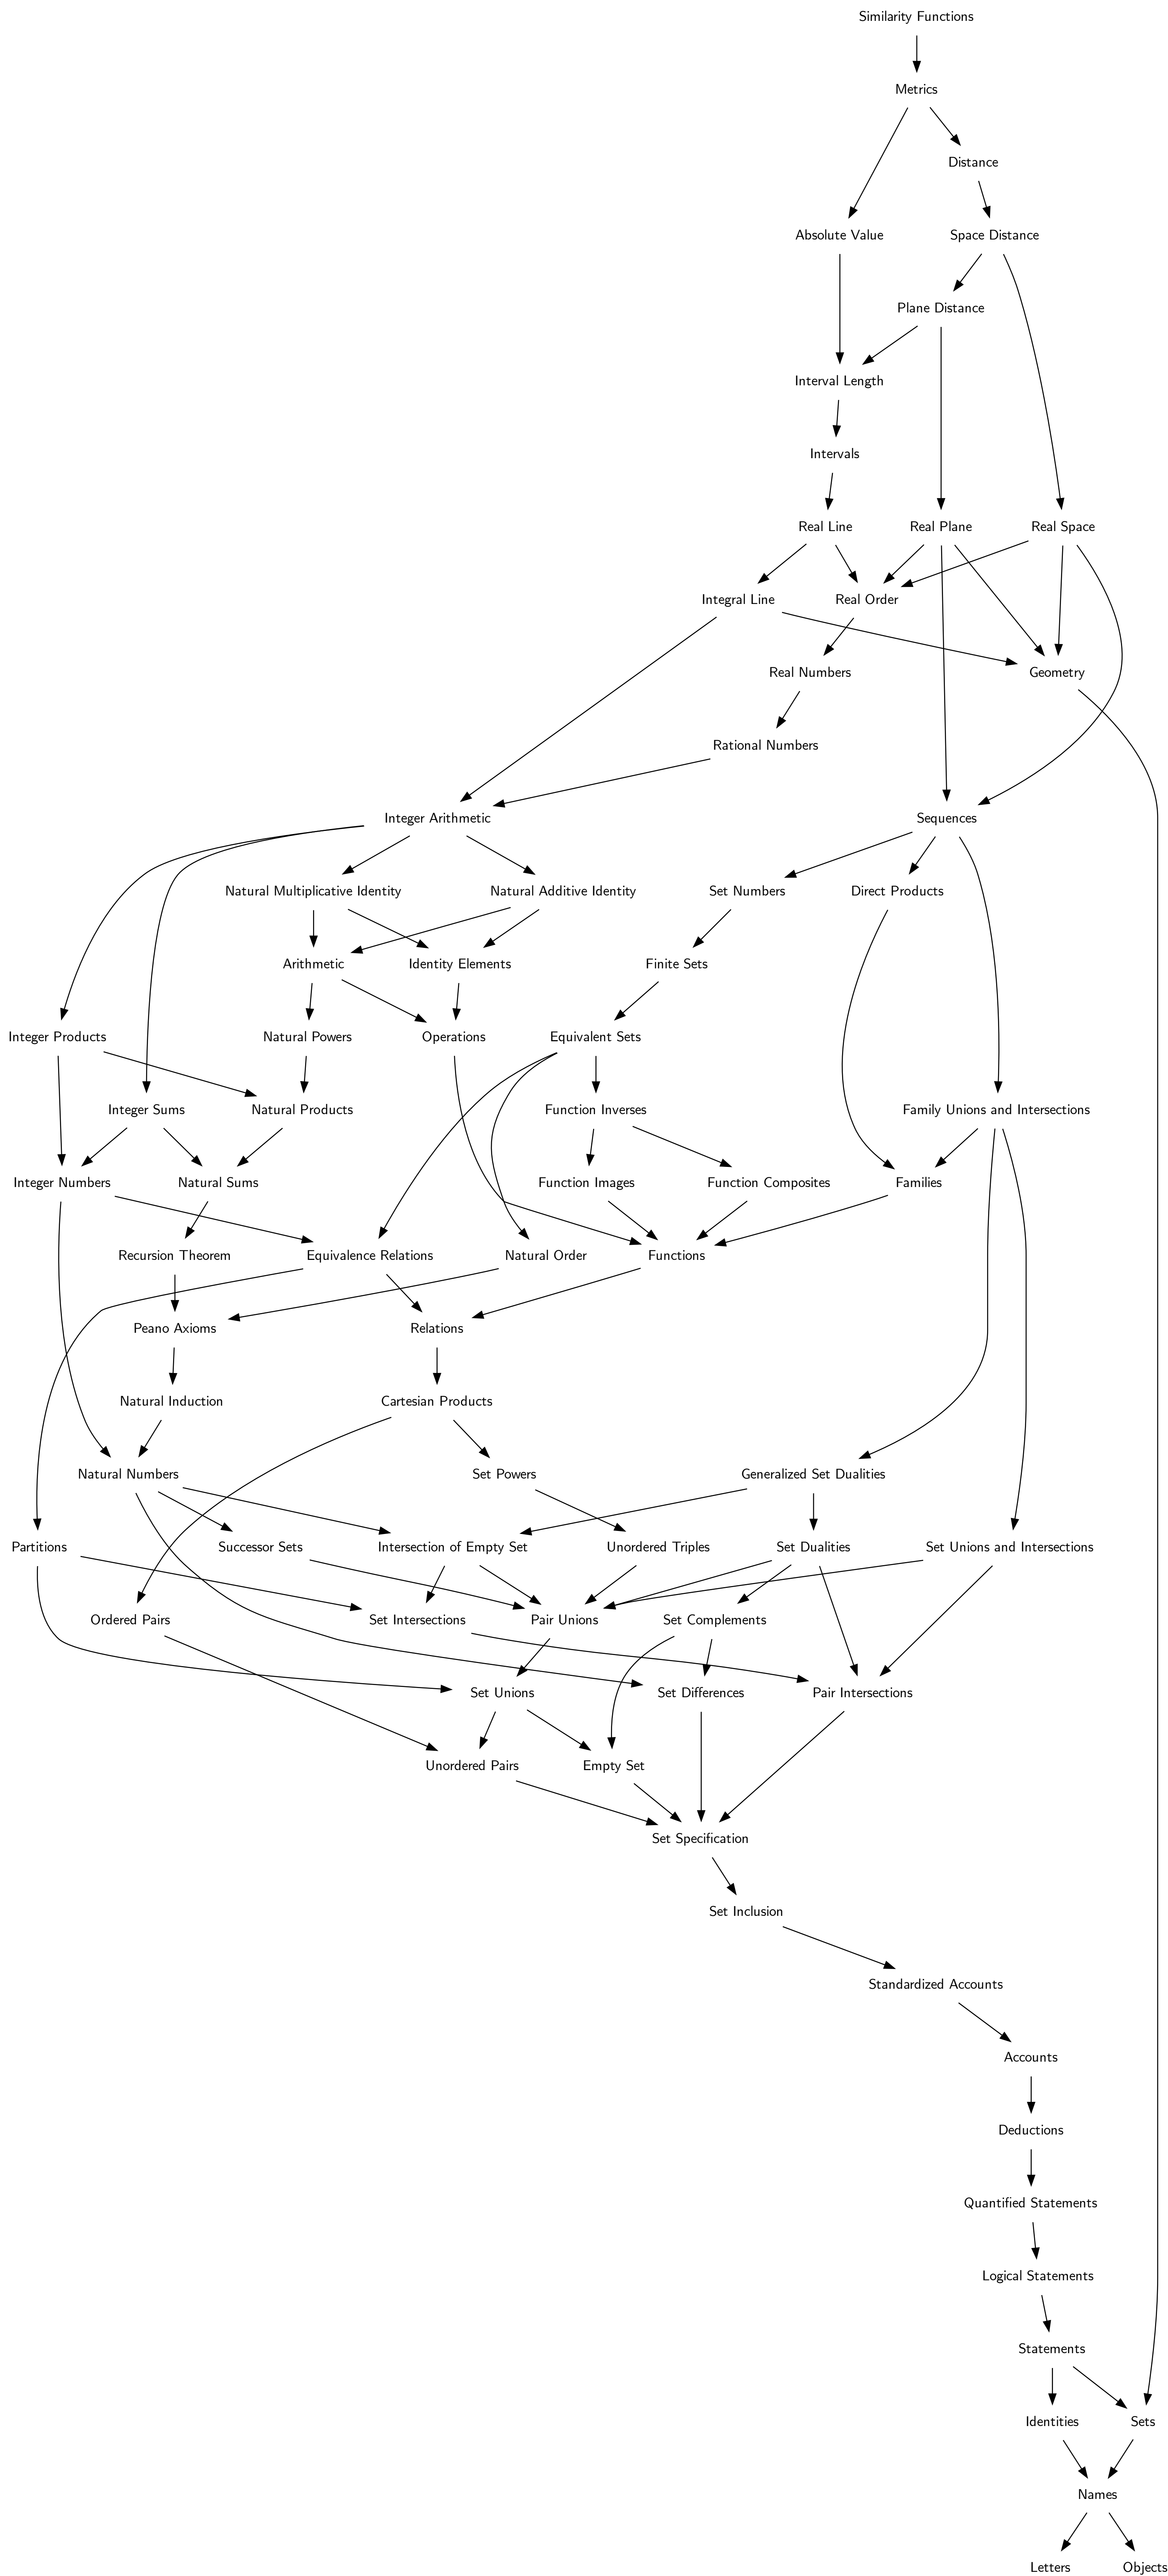 Similarity Functions
Metrics
Distance
Absolute Value
Space Distance
Plane Distance
Interval Length
Intervals
Real Line
Real Plane
Real Space
Integral Line
Real Order
Real Numbers
Geometry
Rational Numbers
Integer Arithmetic
Sequences
Natural Multiplicative Identity
Natural Additive Identity
Set Numbers
Direct Products
Arithmetic
Identity Elements
Finite Sets
Integer Products
Natural Powers
Operations
Equivalent Sets
Integer Sums
Natural Products
Function Inverses
Family Unions and Intersections
Integer Numbers
Natural Sums
Function Images
Function Composites
Families
Recursion Theorem
Equivalence Relations
Natural Order
Functions
Peano Axioms
Relations
Natural Induction
Cartesian Products
Natural Numbers
Set Powers
Generalized Set Dualities
Partitions
Successor Sets
Intersection of Empty Set
Unordered Triples
Set Dualities
Set Unions and Intersections
Ordered Pairs
Set Intersections
Pair Unions
Set Complements
Set Unions
Set Differences
Pair Intersections
Unordered Pairs
Empty Set
Set Specification
Set Inclusion
Standardized Accounts
Accounts
Deductions
Quantified Statements
Logical Statements
Statements
Identities
Sets
Names
Letters
Objects